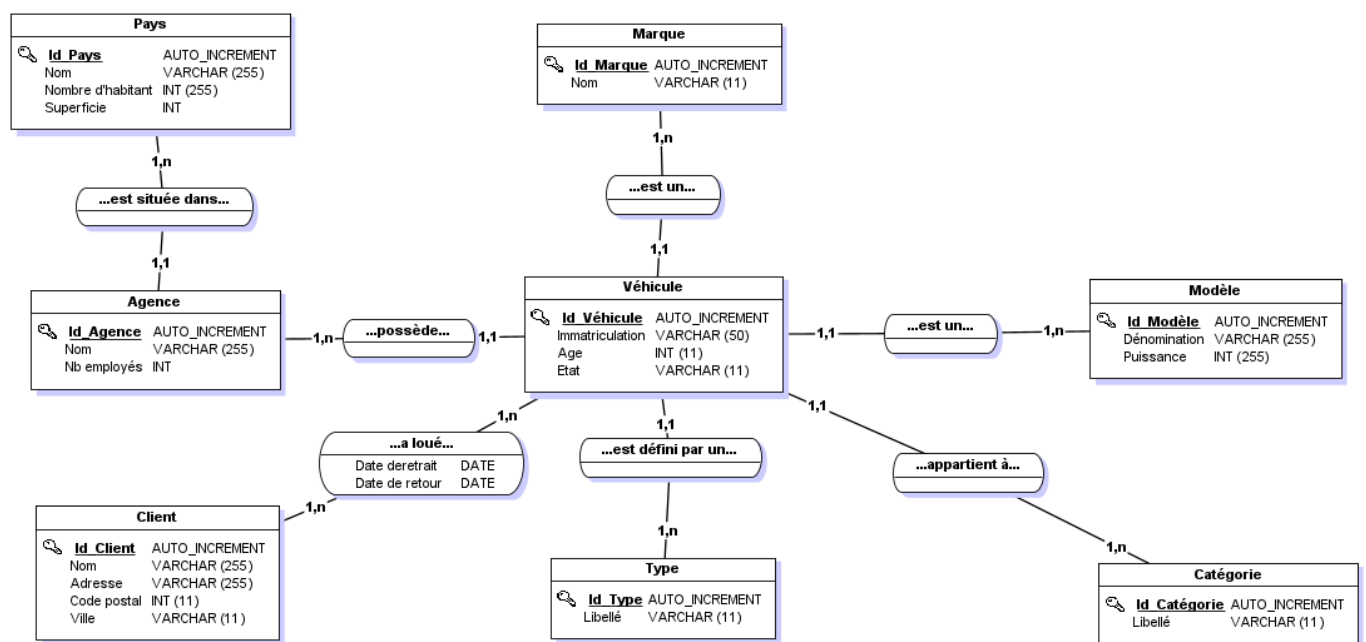 Pays
Id_Pays AUTO_INCREMENT
Nom VARCHAR (255)
Nombre d'habitant INT (255)
Superficie INT
Marque
Id_Marque AUTO_INCREMENT
Nom VARCHAR (11)
1,n
1,n
...est située dans...
...est un...
1,1
1,1
Agence
Id_Agence AUTO_INCREMENT
Nom VARCHAR (255)
Nb employés INT
1,n
...possède...
1,1
Véhicule
Id_Véhicule AUTO_INCREMENT
Immatriculation VARCHAR (50)
Age INT (11)
Etat VARCHAR (11)
1,1
...est un...
1,n
Modèle
Id_Modèle AUTO_INCREMENT
Dénomination VARCHAR (255)
Puissance INT (255)
1,n
1,1
1,1
...a loué...
Date deretrait DATE
Date de retour DATE
...est défini par un...
...appartient à...
1,n
1,n
1,n
Client
Id_Client AUTO_INCREMENT
Nom VARCHAR (255)
Adresse VARCHAR (255)
Code postal INT (11)
Ville VARCHAR (11)
Type
Id_Type AUTO_INCREMENT
Libellé VARCHAR (11)
Catégorie
Id_Catégorie AUTO_INCREMENT
Libellé VARCHAR (11)